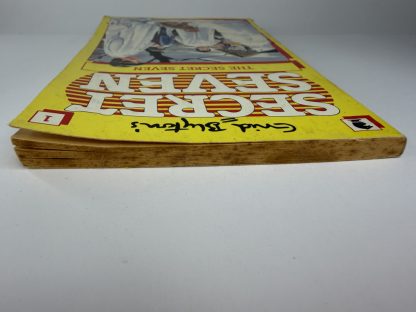 Enid Blyton's
SECRET
SEVEN
THE SECRET SEVEN
1